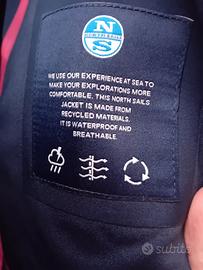 N
S
NORTH SAILS
WE USE OUR EXPERIENCE AT SEA TO
MAKE YOUR EXPLORATIONS MORE
COMFORTABLE. THIS NORTH SAILS
JACKET IS MADE FROM
RECYCLED MATERIALS.
IT IS WATERPROOF AND
BREATHABLE.
subito